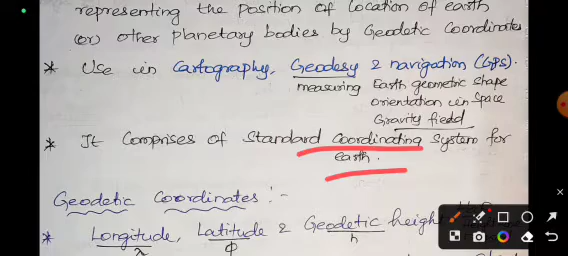 representing the position of location of earth
(or) other planetary bodies by Geodetic Coordinates
* Use in Cartography, Geodesy & navigation (GPS).
measuring Earth geometric shape
orientation in space
Gravity field
* It Comprises of Standard Coordinating System for
earth.
Geodetic Coordinates :-
* Longitude, Latitude & Geodetic height
λ φ h